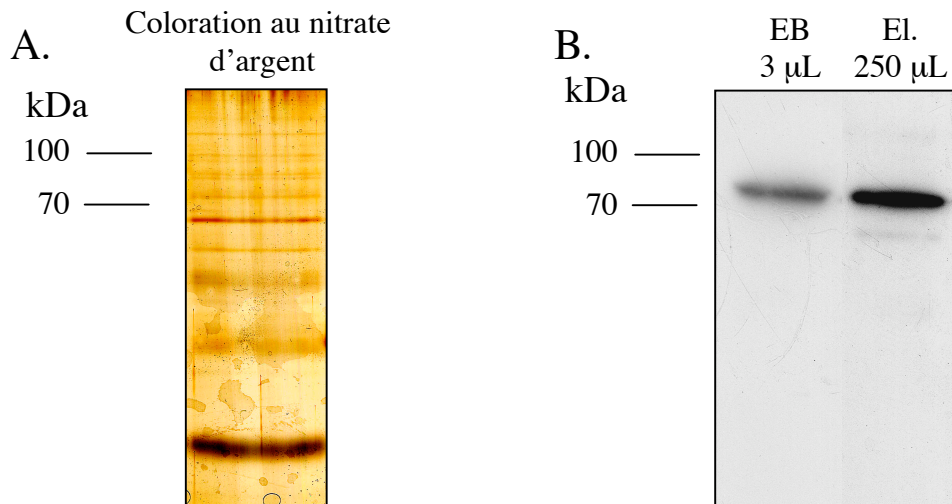 A.
Coloration au nitrate
d’argent
kDa
100
70
B.
EB
3 µL
El.
250 µL
kDa
100
70